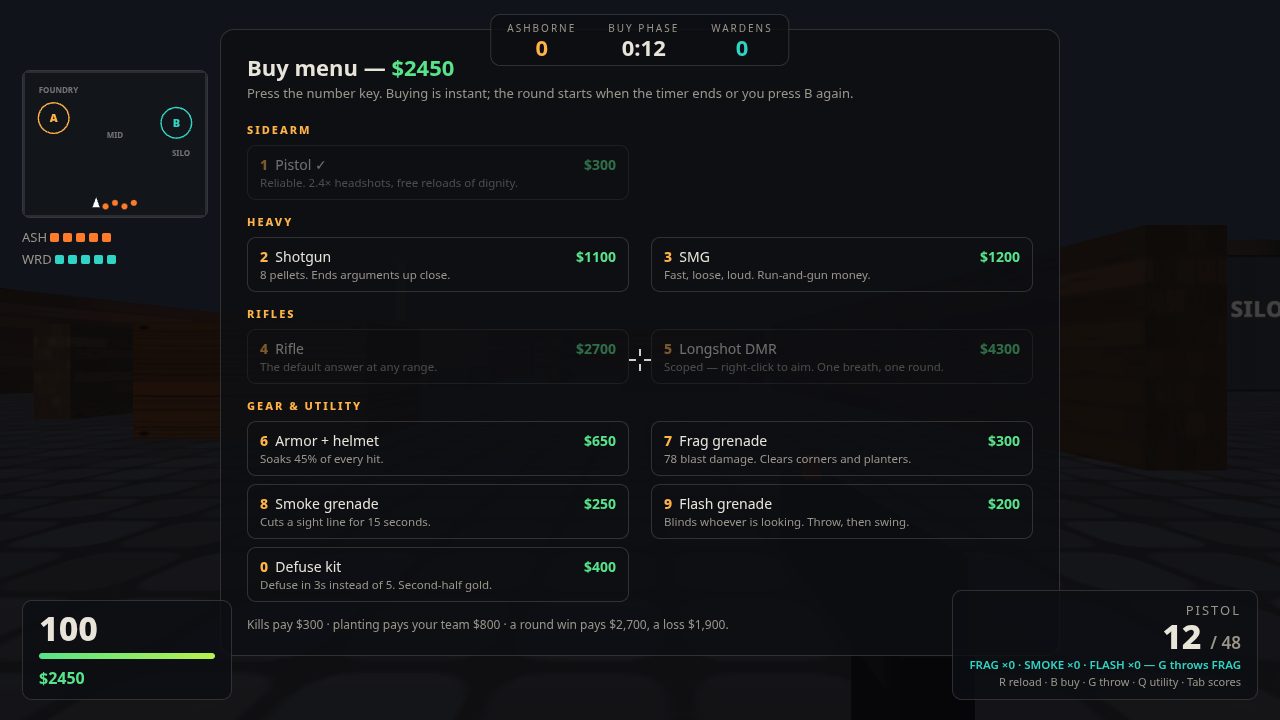 ASHBORNE
BUY PHASE
WARDENS
0
0:12
0
Buy menu — $2450
Press the number key. Buying is instant; the round starts when the timer ends or you press B again.
FOUNDRY
A
B
MID
SILO
ASH
WRD
SIDEARM
1 Pistol ✓ $300
Reliable. 2.4× headshots, free reloads of dignity.
HEAVY
2 Shotgun $1100
8 pellets. Ends arguments up close.
3 SMG $1200
Fast, loose, loud. Run-and-gun money.
RIFLES
4 Rifle $2700
The default answer at any range.
5 Longshot DMR $4300
Scoped — right-click to aim. One breath, one round.
SILO
GEAR & UTILITY
6 Armor + helmet $650
Soaks 45% of every hit.
7 Frag grenade $300
78 blast damage. Clears corners and planters.
8 Smoke grenade $250
Cuts a sight line for 15 seconds.
9 Flash grenade $200
Blinds whoever is looking. Throw, then swing.
0 Defuse kit $400
Defuse in 3s instead of 5. Second-half gold.
Kills pay $300 · planting pays your team $800 · a round win pays $2,700, a loss $1,900.
100
$2450
PISTOL
12 / 48
FRAG ×0 · SMOKE ×0 · FLASH ×0 — G throws FRAG
R reload · B buy · G throw · Q utility · Tab scores